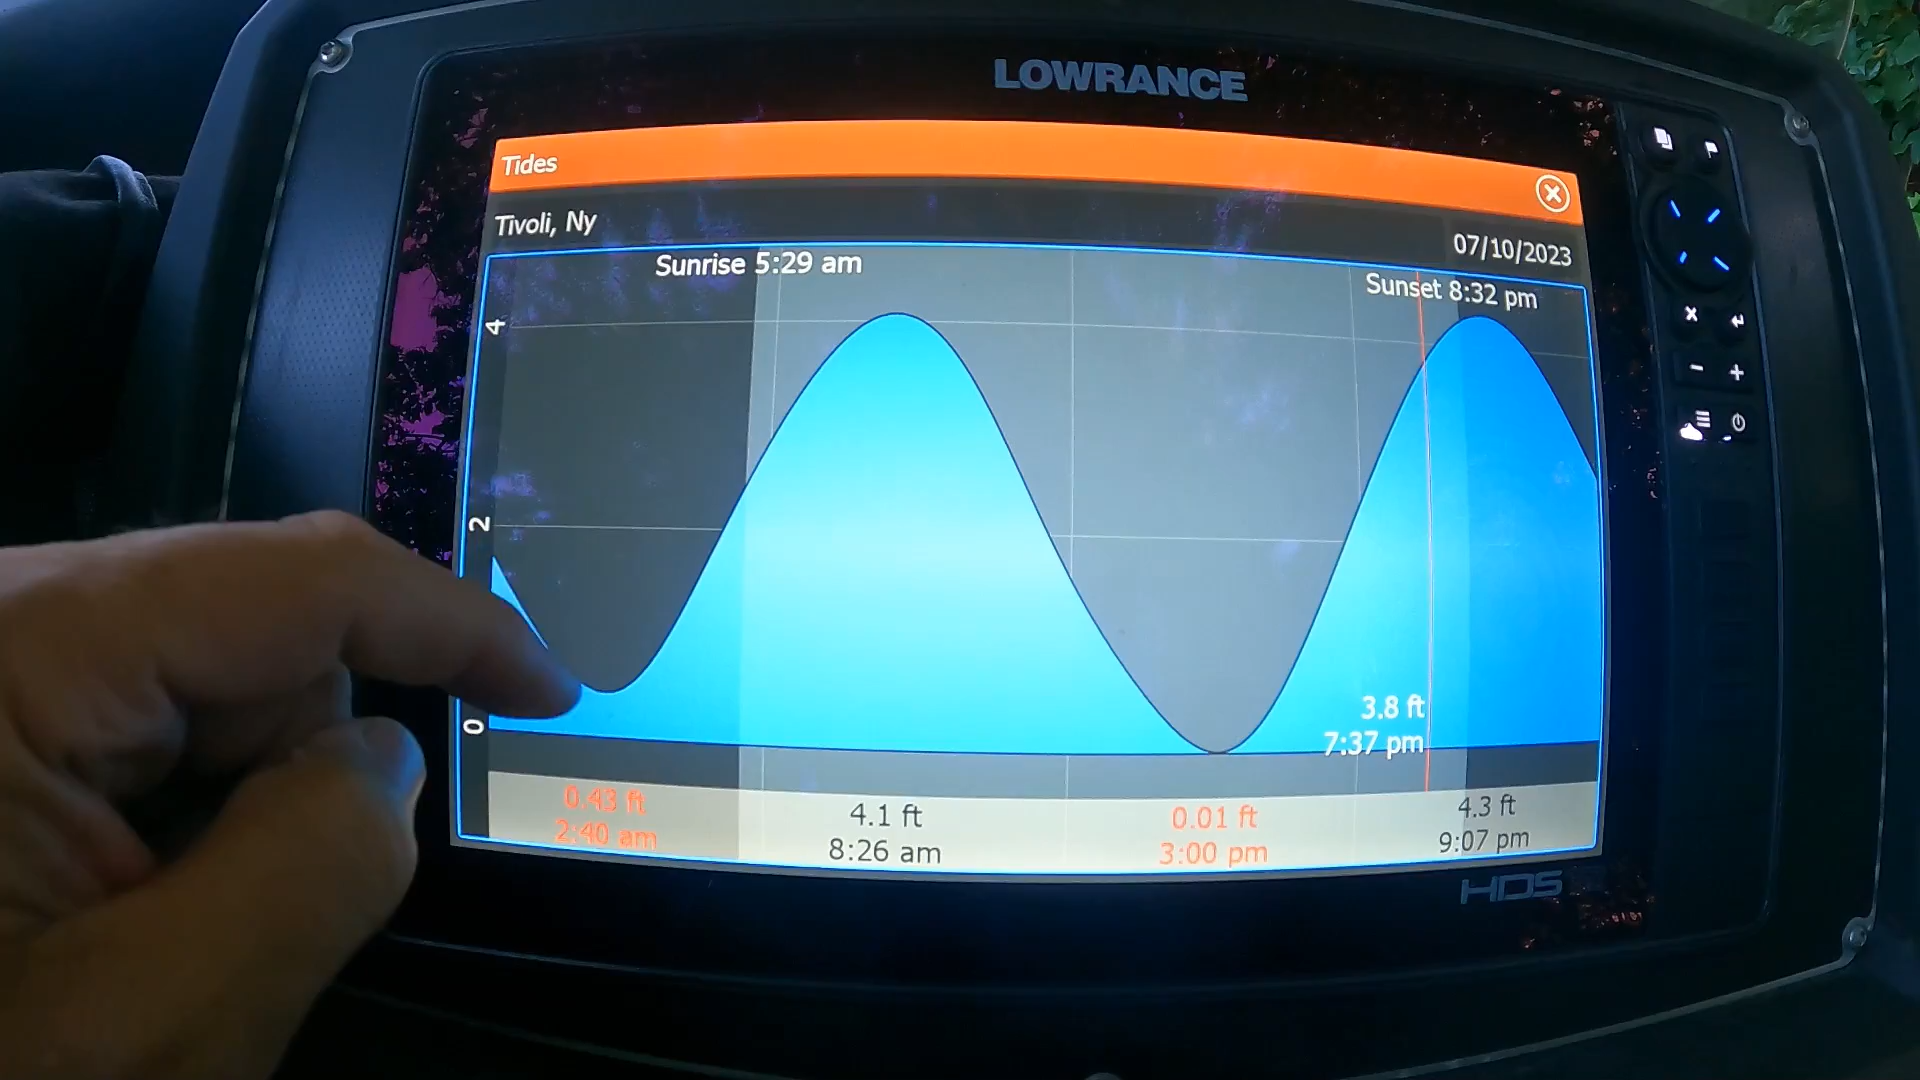 LOWRANCE
Tides
Tivoli, Ny
07/10/2023
Sunrise 5:29 am
Sunset 8:32 pm
4
2
0
3.8 ft
7:37 pm
0.43 ft
2:40 am
4.1 ft
8:26 am
0.01 ft
3:00 pm
4.3 ft
9:07 pm
HDS